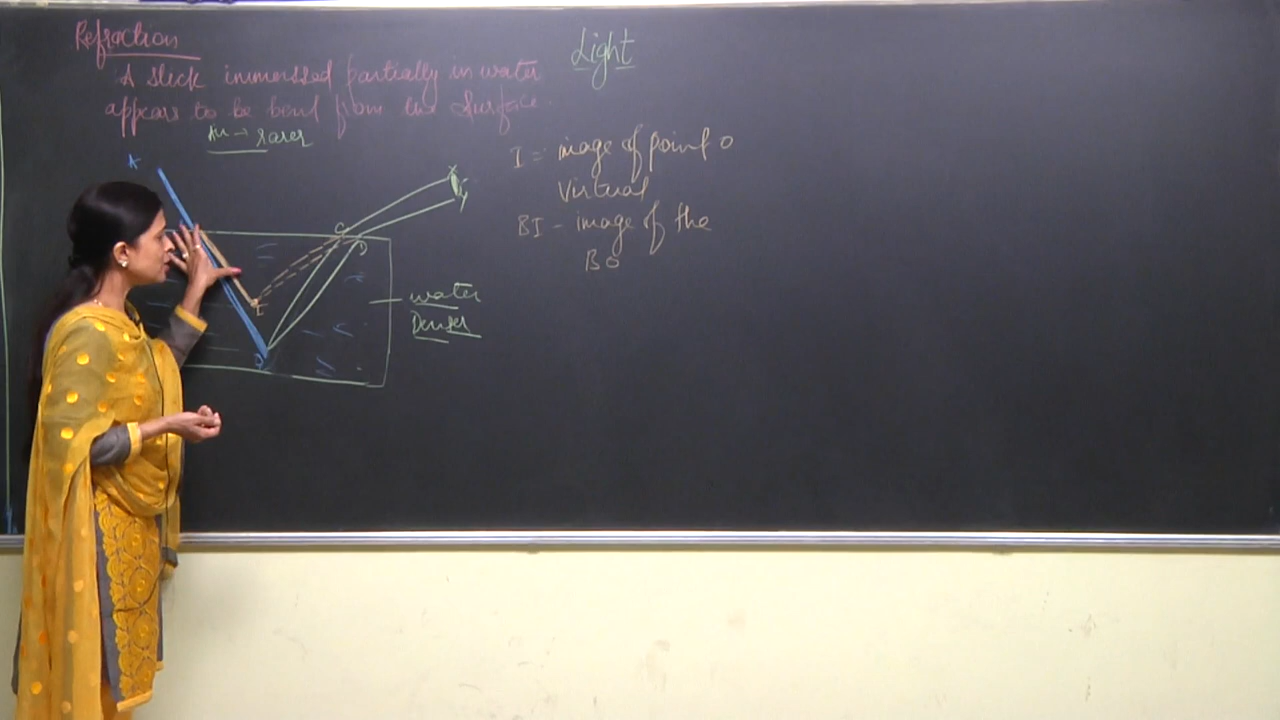 Refraction
Light
A stick immersed partially in water
appears to be bend from the surface.
Air → rarer
I = image of point O
Virtual
BI - image of the
BO
A
X
Y
C
D
I
O
water
Denser